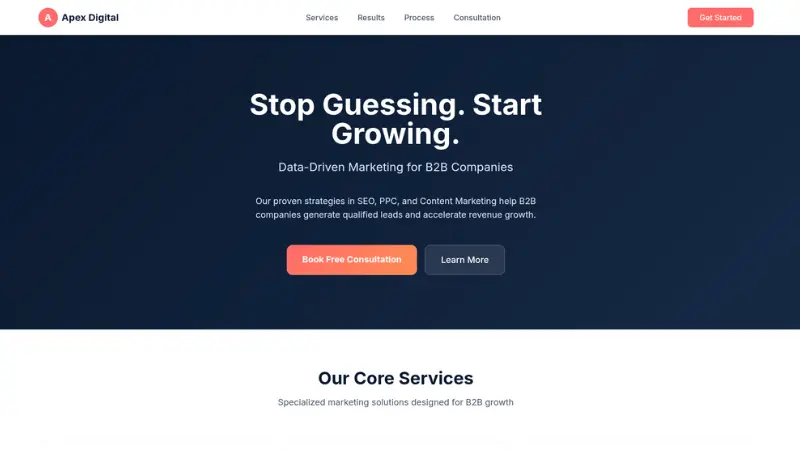 A Apex Digital
Services Results Process Consultation
Get Started
Stop Guessing. Start
Growing.
Data-Driven Marketing for B2B Companies
Our proven strategies in SEO, PPC, and Content Marketing help B2B
companies generate qualified leads and accelerate revenue growth.
Book Free Consultation
Learn More
Our Core Services
Specialized marketing solutions designed for B2B growth